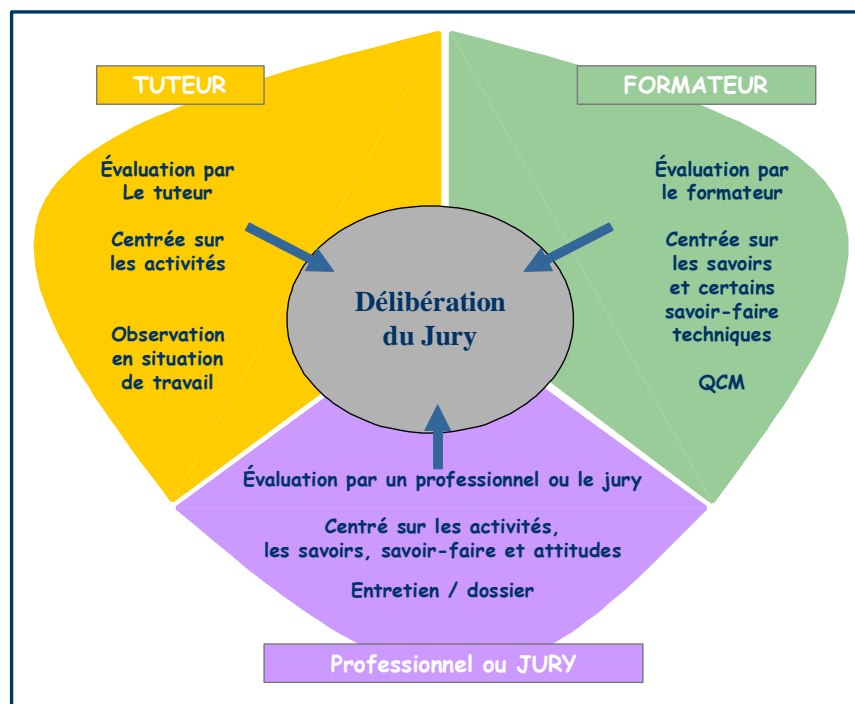 TUTEUR
Évaluation par
Le tuteur
Centrée sur
les activités
Observation
en situation
de travail
FORMATEUR
Évaluation par
le formateur
Centrée sur
les savoirs
et certains
savoir-faire
techniques
QCM
Délibération
du Jury
Évaluation par un professionnel ou le jury
Centré sur les activités,
les savoirs, savoir-faire et attitudes
Entretien / dossier
Professionnel ou JURY